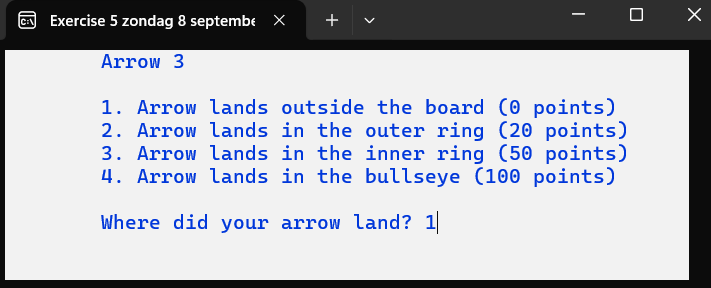 Exercise 5 zondag 8 septembe
Arrow 3
1. Arrow lands outside the board (0 points)
2. Arrow lands in the outer ring (20 points)
3. Arrow lands in the inner ring (50 points)
4. Arrow lands in the bullseye (100 points)
Where did your arrow land? 1